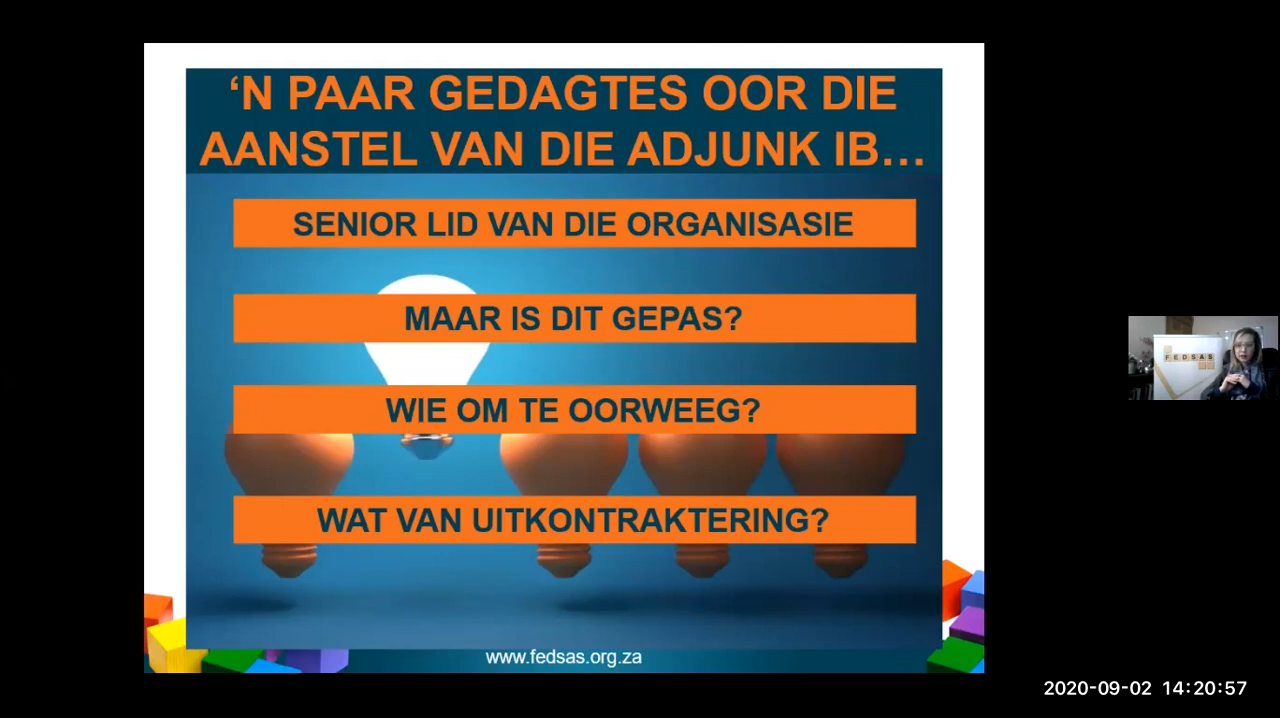 ‘N PAAR GEDAGTES OOR DIE
AANSTEL VAN DIE ADJUNK IB…
SENIOR LID VAN DIE ORGANISASIE
MAAR IS DIT GEPAS?
WIE OM TE OORWEEG?
WAT VAN UITKONTRAKTERING?
www.fedsas.org.za
FEDSAS
2020-09-02 14:20:57